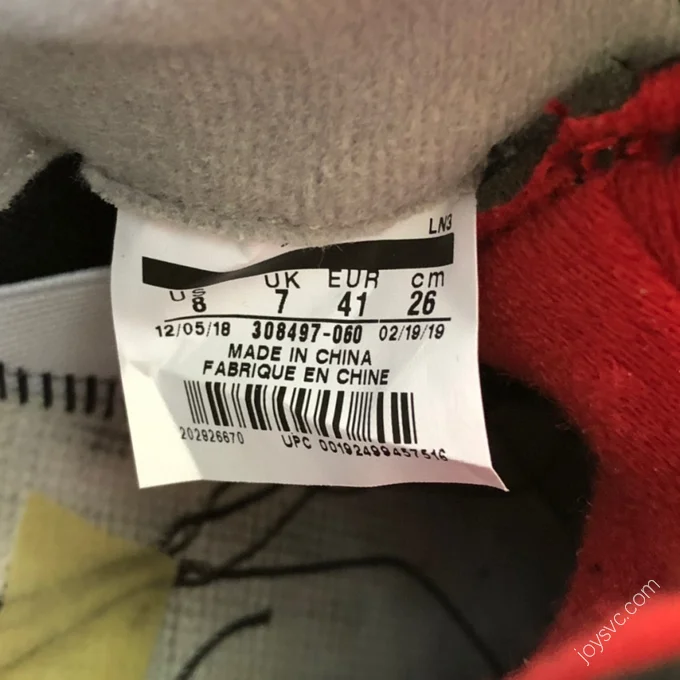 LN3
US UK EUR cm
8 7 41 26
12/05/18 308497-060 02/19/19
MADE IN CHINA
FABRIQUE EN CHINE
202926670 UPC 00192499457516
joysvc.com